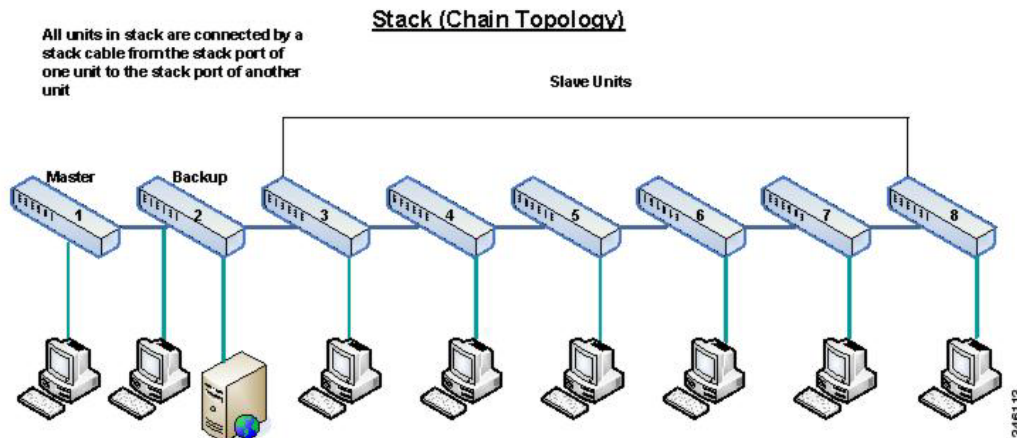 Stack (Chain Topology)
All units in stack are connected by a
stack cable from the stack port of
one unit to the stack port of another
unit
Slave Units
Master
Backup
1
2
3
4
5
6
7
8
346113